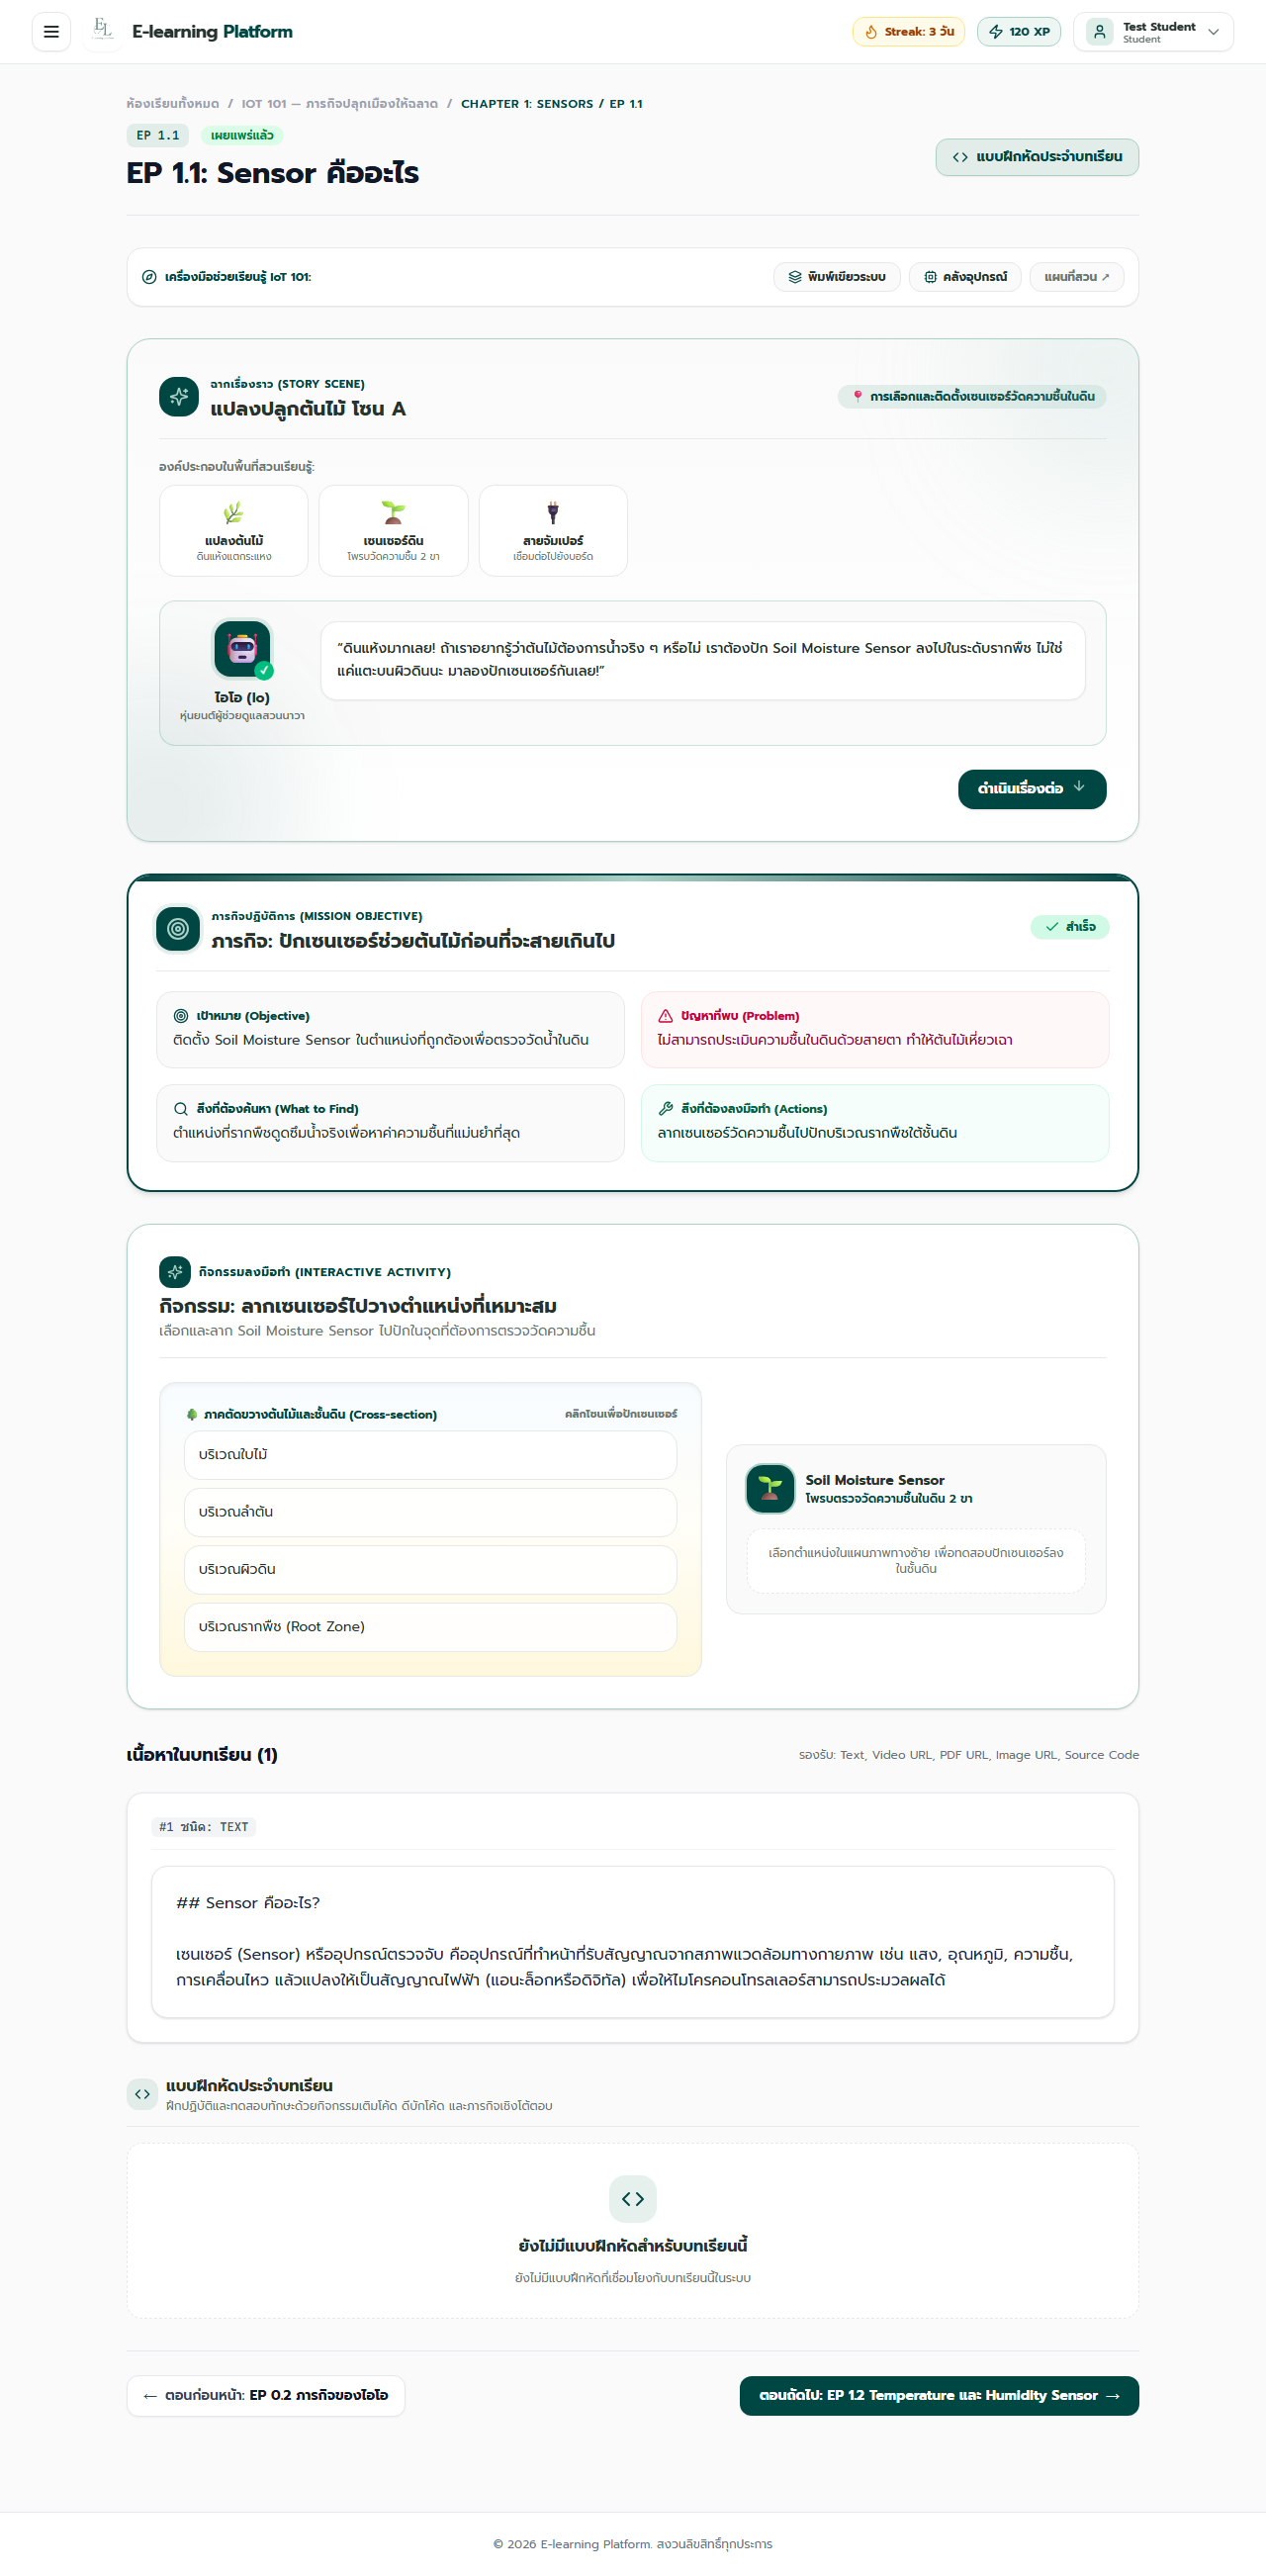 E-learning Platform
Streak: 3 วัน
120 XP
Test Student
Student
ห้องเรียนทั้งหมด / IOT 101 — ภารกิจปลุกเมืองให้ฉลาด / CHAPTER 1: SENSORS / EP 1.1
EP 1.1
เผยแพร่แล้ว
EP 1.1: Sensor คืออะไร
แบบฝึกหัดประจำบทเรียน
เครื่องมือช่วยเรียนรู้ IoT 101:
พิมพ์เขียวระบบ
คลังอุปกรณ์
แผนที่สวน ↗
ฉากเรื่องราว (STORY SCENE)
แปลงปลูกต้นไม้ โซน A
📍 การเลือกและติดตั้งเซนเซอร์วัดความชื้นในดิน
องค์ประกอบในพื้นที่สวนเรียนรู้:
แปลงต้นไม้
ดินแห้งแตกระแหง
เซนเซอร์ดิน
โพรบวัดความชื้น 2 ขา
สายจัมเปอร์
เชื่อมต่อไปยังบอร์ด
"ดินแห้งมากเลย! ถ้าเราอยากรู้ว่าต้นไม้ต้องการน้ำจริง ๆ หรือไม่ เราต้องปัก Soil Moisture Sensor ลงไปในระดับรากพืช ไม่ใช่
แค่แตะบนผิวดินนะ มาลองปักเซนเซอร์กันเลย!"
ไอโอ (Io)
หุ่นยนต์ผู้ช่วยดูแลสวนนาวา
ดำเนินเรื่องต่อ ↓
ภารกิจปฏิบัติการ (MISSION OBJECTIVE)
ภารกิจ: ปักเซนเซอร์ช่วยต้นไม้ก่อนที่จะสายเกินไป
สำเร็จ
เป้าหมาย (Objective)
ติดตั้ง Soil Moisture Sensor ในตำแหน่งที่ถูกต้องเพื่อตรวจวัดน้ำในดิน
ปัญหาที่พบ (Problem)
ไม่สามารถประเมินความชื้นในดินด้วยสายตา ทำให้ต้นไม้เหี่ยวเฉา
สิ่งที่ต้องค้นหา (What to Find)
ตำแหน่งที่รากพืชดูดซึมน้ำจริงเพื่อหาค่าความชื้นที่แม่นยำที่สุด
สิ่งที่ต้องลงมือทำ (Actions)
ลากเซนเซอร์วัดความชื้นไปปักบริเวณรากพืชใต้ชั้นดิน
กิจกรรมลงมือทำ (INTERACTIVE ACTIVITY)
กิจกรรม: ลากเซนเซอร์ไปวางตำแหน่งที่เหมาะสม
เลือกและลาก Soil Moisture Sensor ไปปักในจุดที่ต้องการตรวจวัดความชื้น
🌳 ภาคตัดขวางต้นไม้และชั้นดิน (Cross-section)
คลิกโซนเพื่อปักเซนเซอร์
บริเวณใบไม้
บริเวณลำต้น
บริเวณผิวดิน
บริเวณรากพืช (Root Zone)
Soil Moisture Sensor
โพรบตรวจวัดความชื้นในดิน 2 ขา
เลือกตำแหน่งในแผนภาพทางซ้าย เพื่อทดสอบปักเซนเซอร์ลง
ในชั้นดิน
เนื้อหาในบทเรียน (1)
รองรับ: Text, Video URL, PDF URL, Image URL, Source Code
#1 ชนิด: TEXT
## Sensor คืออะไร?
เซนเซอร์ (Sensor) หรืออุปกรณ์ตรวจจับ คืออุปกรณ์ที่ทำหน้าที่รับสัญญาณจากสภาพแวดล้อมทางกายภาพ เช่น แสง, อุณหภูมิ, ความชื้น,
การเคลื่อนไหว แล้วแปลงให้เป็นสัญญาณไฟฟ้า (แอนะล็อกหรือดิจิทัล) เพื่อให้ไมโครคอนโทรลเลอร์สามารถประมวลผลได้
แบบฝึกหัดประจำบทเรียน
ฝึกปฏิบัติและทดสอบทักษะด้วยกิจกรรมเติมโค้ด ดีบักโค้ด และภารกิจเชิงโต้ตอบ
ยังไม่มีแบบฝึกหัดสำหรับบทเรียนนี้
ยังไม่มีแบบฝึกหัดที่เชื่อมโยงกับบทเรียนนี้ในระบบ
← ตอนก่อนหน้า: EP 0.2 ภารกิจของไอโอ
ตอนถัดไป: EP 1.2 Temperature และ Humidity Sensor →
© 2026 E-learning Platform. สงวนลิขสิทธิ์ทุกประการ